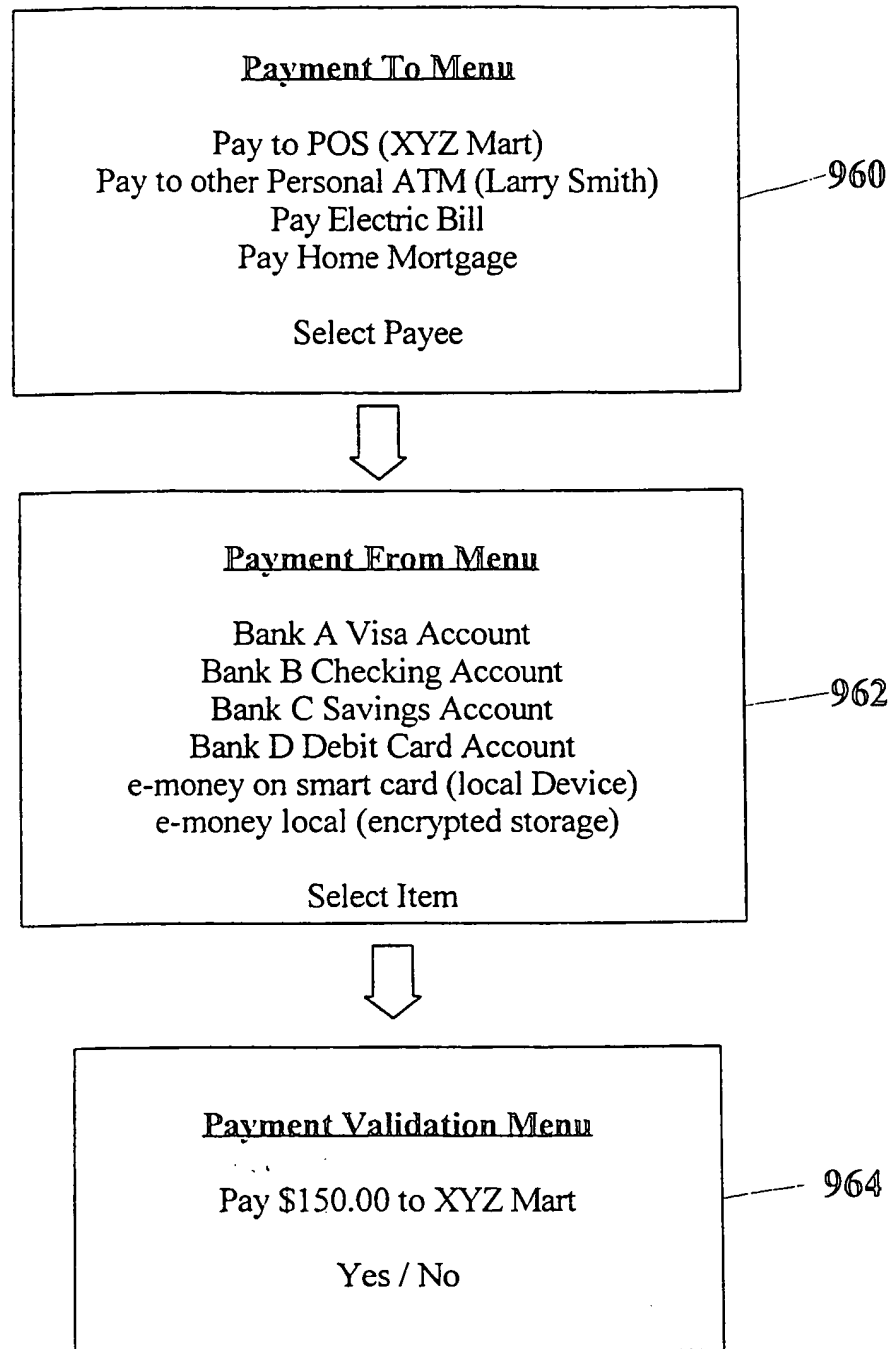 Payment To Menu
Pay to POS (XYZ Mart)
Pay to other Personal ATM (Larry Smith)
Pay Electric Bill
Pay Home Mortgage
Select Payee
960
Payment From Menu
Bank A Visa Account
Bank B Checking Account
Bank C Savings Account
Bank D Debit Card Account
e-money on smart card (local Device)
e-money local (encrypted storage)
Select Item
962
Payment Validation Menu
Pay $150.00 to XYZ Mart
Yes / No
964